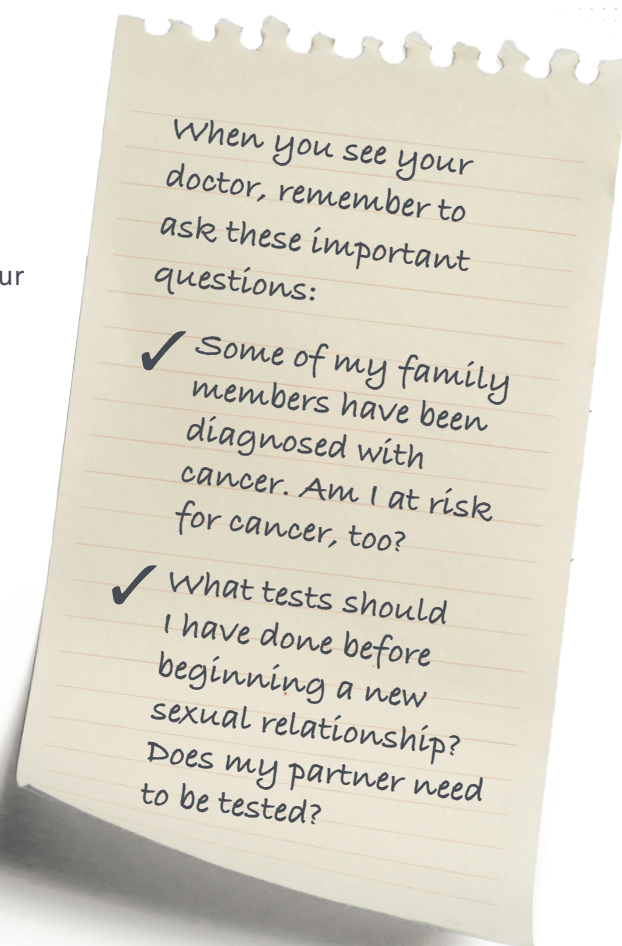 ur
When you see your
doctor, remember to
ask these important
questions:
✓ Some of my family
members have been
diagnosed with
cancer. Am I at risk
for cancer, too?
✓ What tests should
I have done before
beginning a new
sexual relationship?
Does my partner need
to be tested?